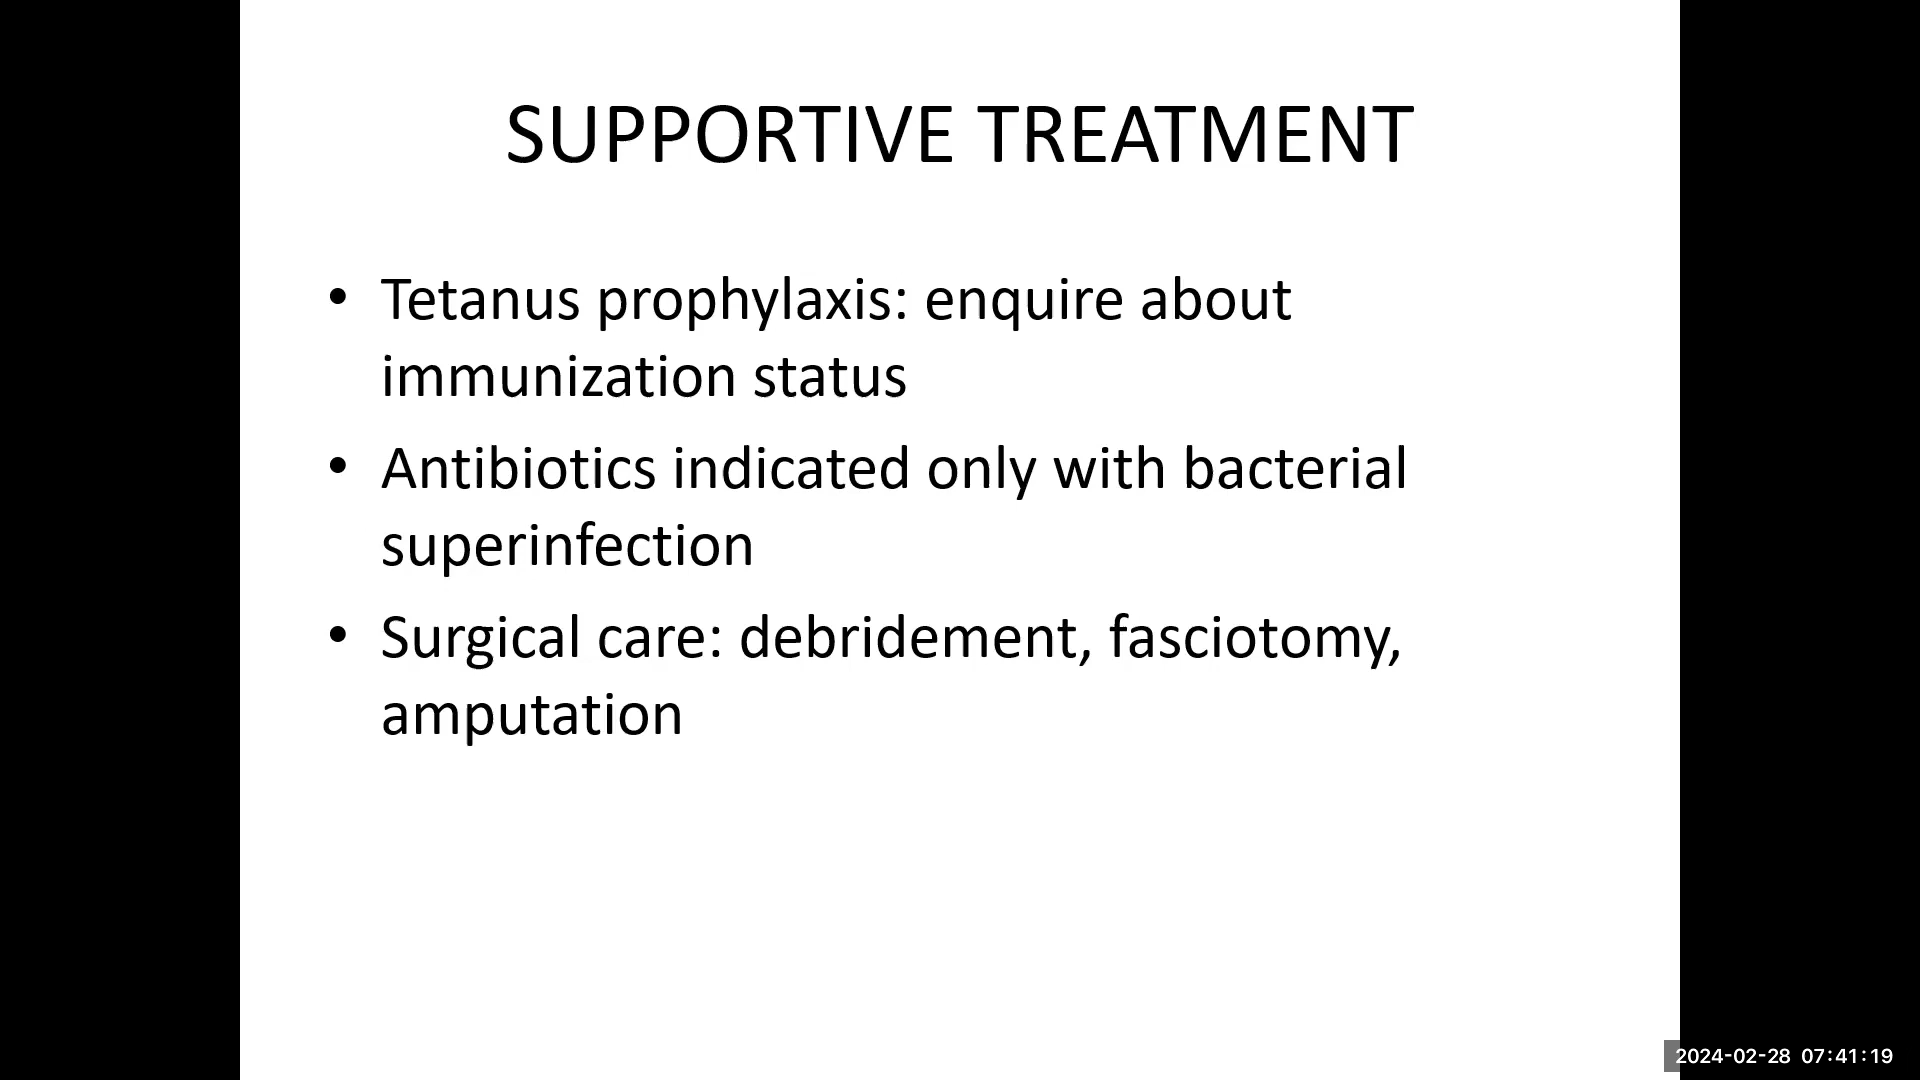 SUPPORTIVE TREATMENT
• Tetanus prophylaxis: enquire about
immunization status
• Antibiotics indicated only with bacterial
superinfection
• Surgical care: debridement, fasciotomy,
amputation
2024-02-28 07:41:19